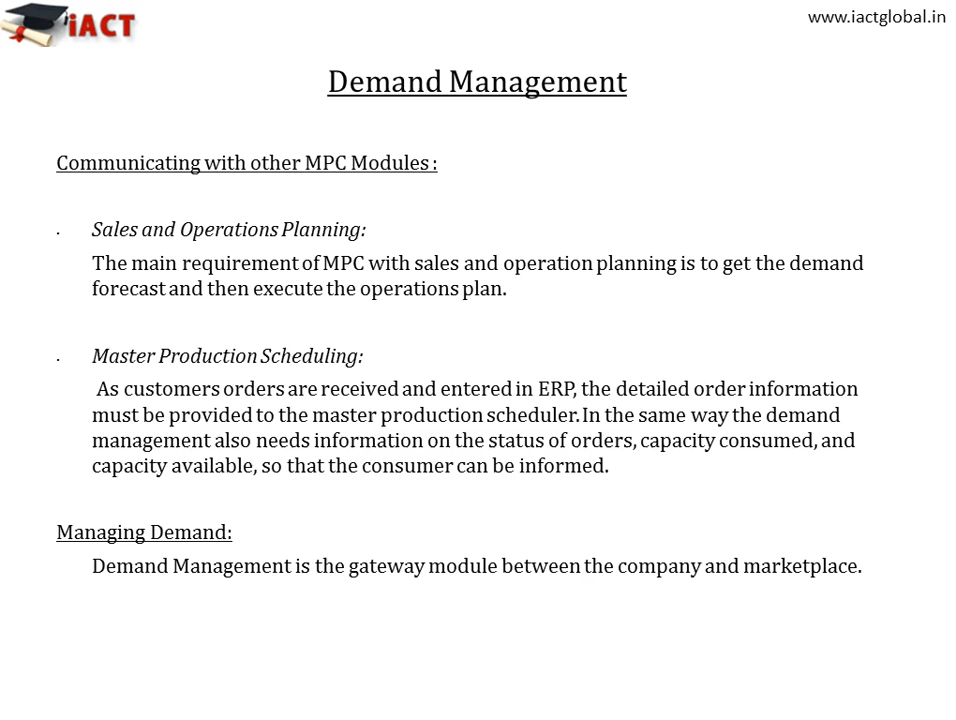 iACT
www.iactglobal.in
Demand Management
Communicating with other MPC Modules :
• Sales and Operations Planning:
The main requirement of MPC with sales and operation planning is to get the demand
forecast and then execute the operations plan.
• Master Production Scheduling:
As customers orders are received and entered in ERP, the detailed order information
must be provided to the master production scheduler. In the same way the demand
management also needs information on the status of orders, capacity consumed, and
capacity available, so that the consumer can be informed.
Managing Demand:
Demand Management is the gateway module between the company and marketplace.